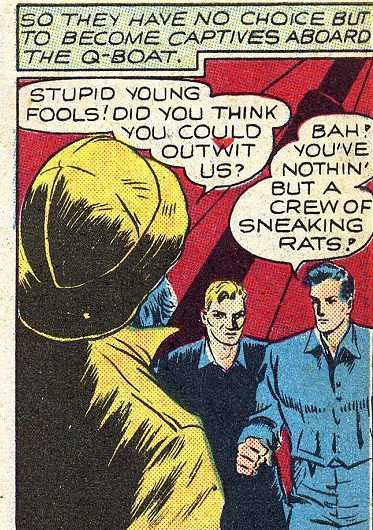 SO THEY HAVE NO CHOICE BUT
TO BECOME CAPTIVES ABOARD
THE Q-BOAT.
STUPID YOUNG
FOOLS! DID YOU THINK
YOU COULD
OUTWIT
US?
BAH!
YOU'VE
NOTHIN'
BUT A
CREW OF
SNEAKING
RATS!